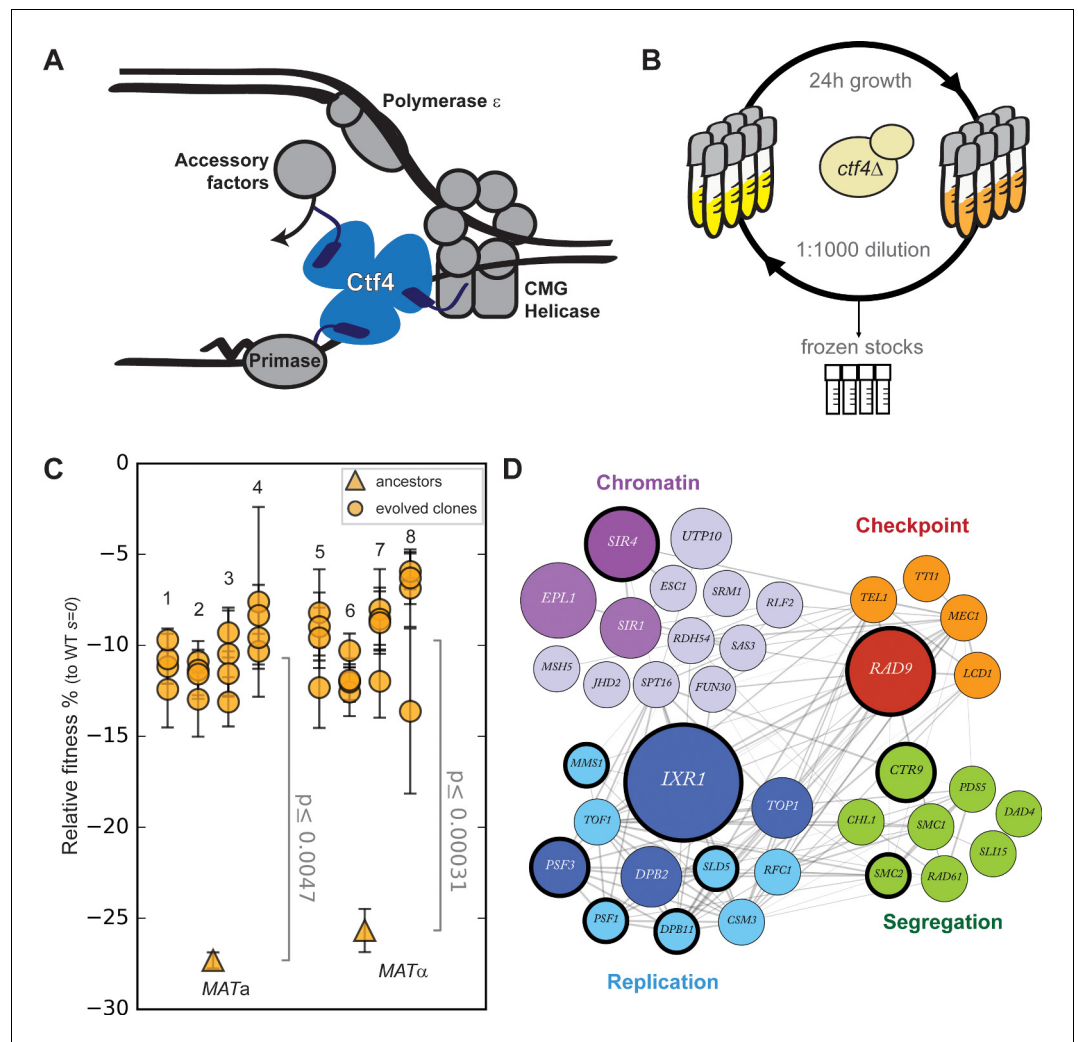 A
Polymerase ε
Accessory
factors
Ctf4
CMG
Helicase
Primase
B
24h growth
ctf4Δ
1:1000 dilution
frozen stocks
C
Relative fitness % (to WT s=0)
0
−5
−10
−15
−20
−25
−30
ancestors
evolved clones
1
2
3
4
5
6
7
8
p≤ 0.0047
p≤ 0.00031
MATa
MATα
D
Chromatin
SIR4
UTP10
EPL1
ESC1
SRM1
RLF2
SIR1
RDH54
SAS3
MSH5
JHD2
SPT16
FUN30
Checkpoint
TTI1
TEL1
MEC1
RAD9
LCD1
MMS1
IXR1
TOF1
TOP1
PSF3
DPB2
SLD5
RFC1
PSF1
DPB11
CSM3
Replication
CTR9
PDS5
CHL1
SMC1
DAD4
SLI15
SMC2
RAD61
Segregation